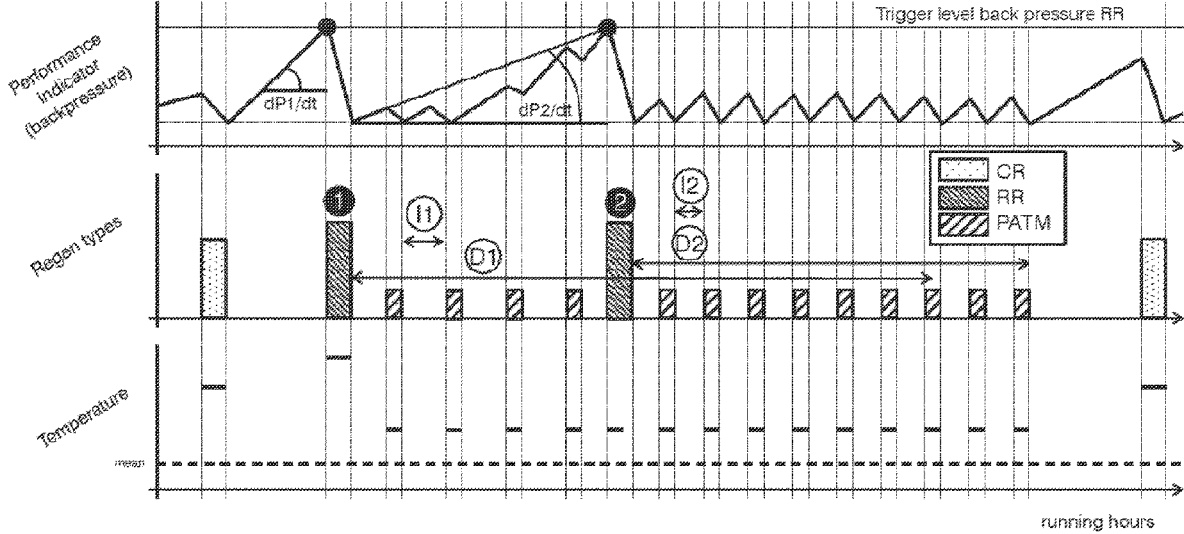 Trigger level back pressure RR
Performance
indicator
(backpressure)
dP1/dt
dP2/dt
CR
RR
PATM
Regen types
1
I1
D1
2
I2
D2
Temperature
mean
running hours